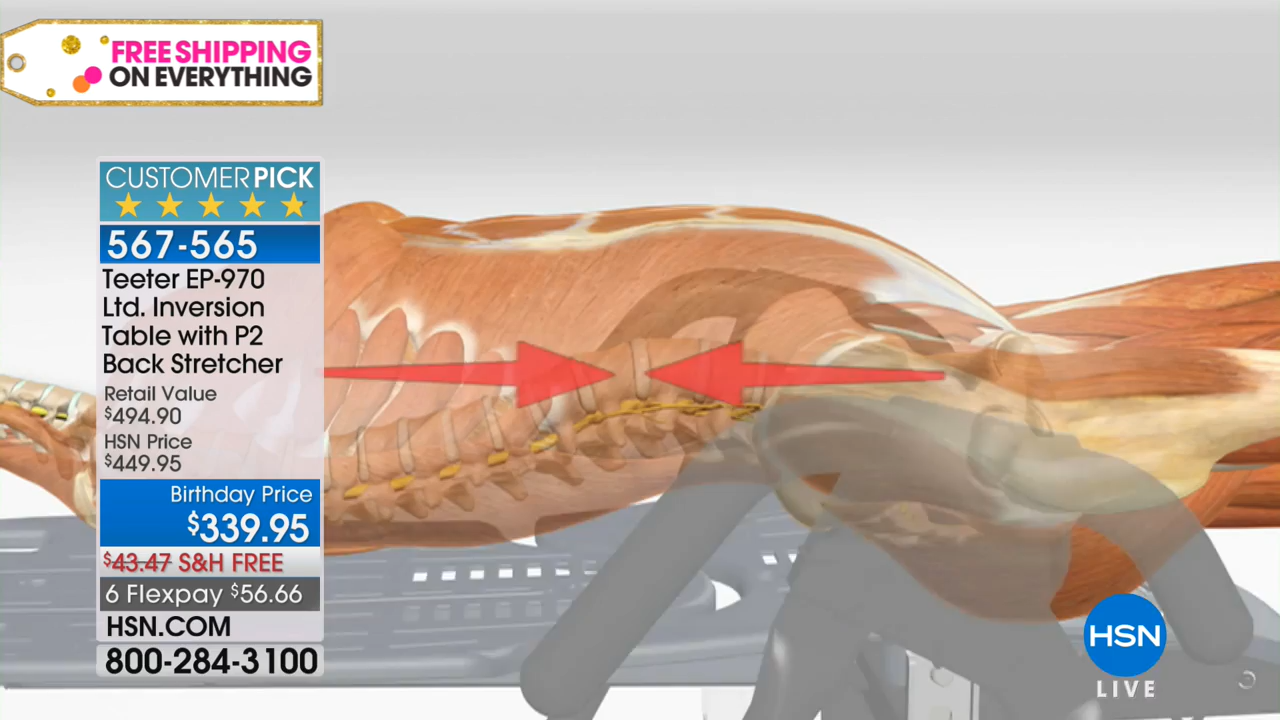 FREE SHIPPING
ON EVERYTHING
CUSTOMER PICK
567-565
Teeter EP-970
Ltd. Inversion
Table with P2
Back Stretcher
Retail Value
$494.90
HSN Price
$449.95
Birthday Price
$339.95
$43.47 S&H FREE
6 Flexpay $56.66
HSN.COM
800-284-3100
HSN
LIVE